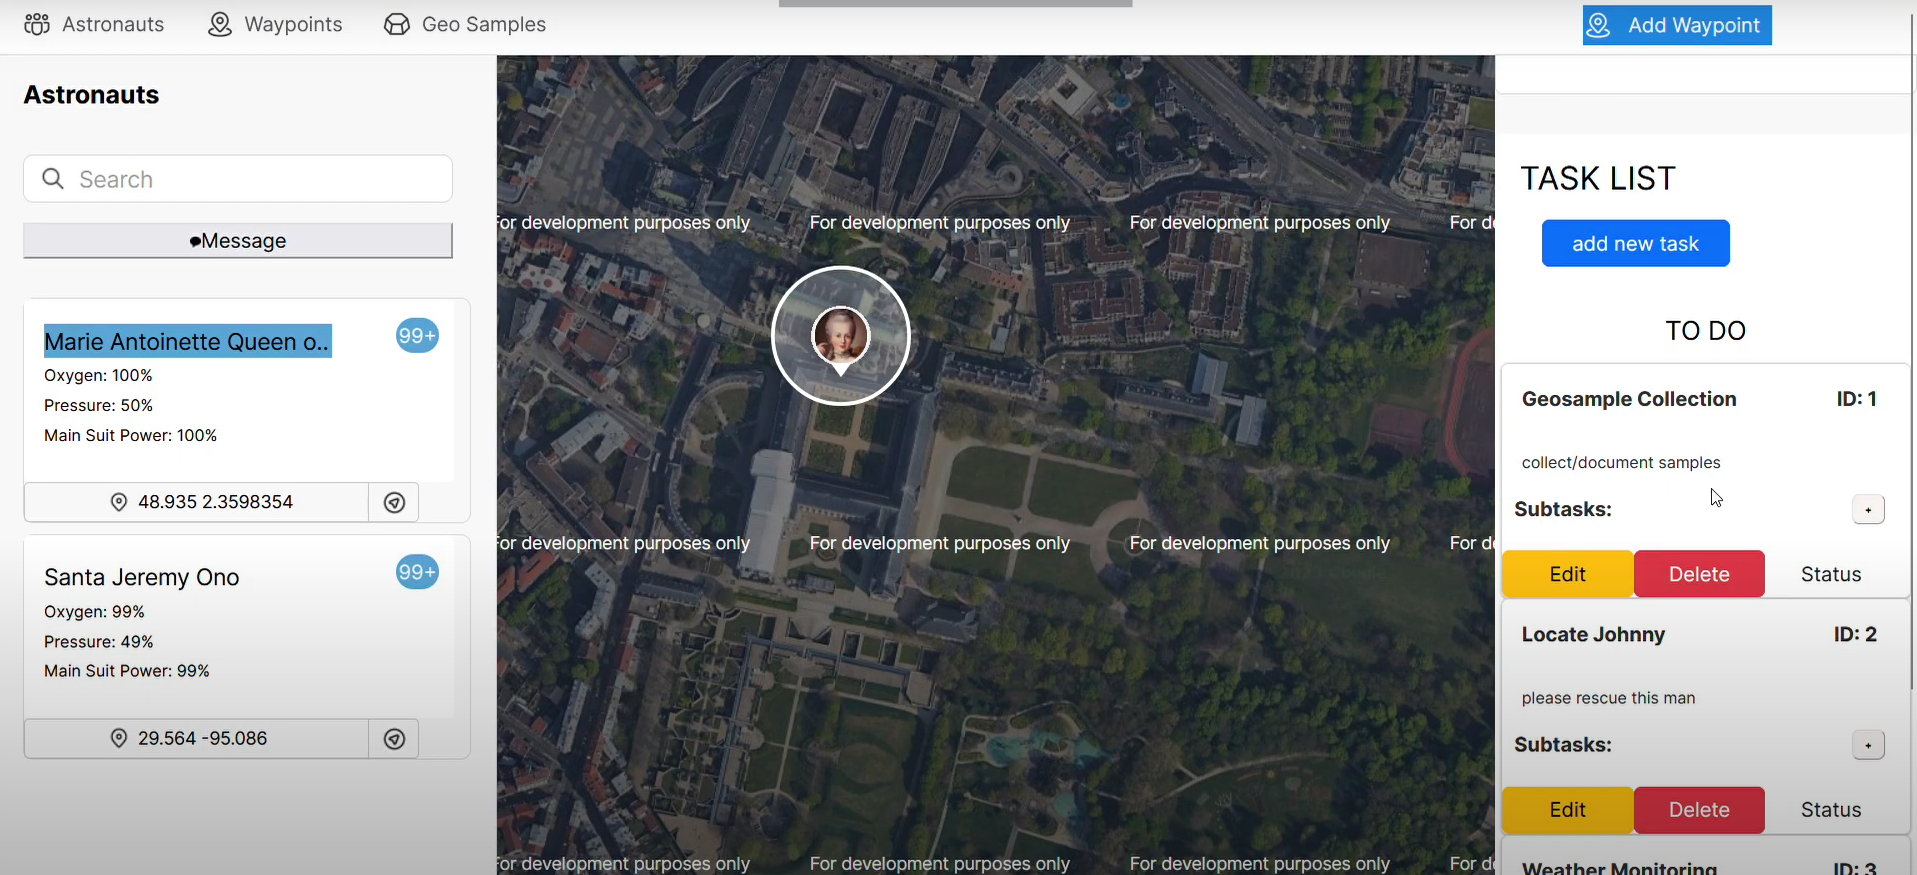 Astronauts
Waypoints
Geo Samples
Add Waypoint
Astronauts
Search
Message
Marie Antoinette Queen o..
99+
Oxygen: 100%
Pressure: 50%
Main Suit Power: 100%
48.935 2.3598354
Santa Jeremy Ono
99+
Oxygen: 99%
Pressure: 49%
Main Suit Power: 99%
29.564 -95.086
For development purposes only
For development purposes only
For development purposes only
For d
For development purposes only
For development purposes only
For development purposes only
For d
For development purposes only
For development purposes only
For development purposes only
For d
TASK LIST
add new task
TO DO
Geosample Collection
ID: 1
collect/document samples
Subtasks:
+
Edit
Delete
Status
Locate Johnny
ID: 2
please rescue this man
Subtasks:
+
Edit
Delete
Status
Weather Monitoring
ID: 3